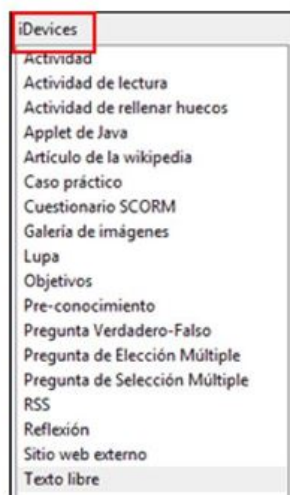 iDevices
Actividad
Actividad de lectura
Actividad de rellenar huecos
Applet de Java
Artículo de la wikipedia
Caso práctico
Cuestionario SCORM
Galería de imágenes
Lupa
Objetivos
Pre-conocimiento
Pregunta Verdadero-Falso
Pregunta de Elección Múltiple
Pregunta de Selección Múltiple
RSS
Reflexión
Sitio web externo
Texto libre